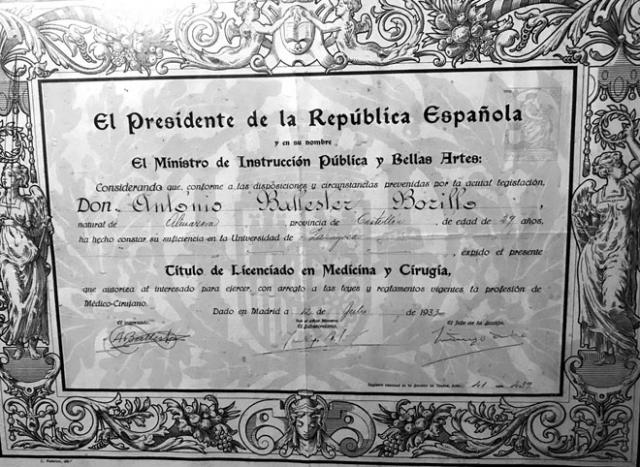 El Presidente de la República Española
y en su nombre
El Ministro de Instrucción Pública y Bellas Artes:
Considerando que, conforme a las disposiciones y circunstancias prevenidas por la actual legislación,
Don Antonio Ballester Borillo,
natural de Almazora, provincia de Castellón de edad de 29 años,
ha hecho constar su suficiencia en la Universidad de Zaragoza
, expido el presente
Título de Licenciado en Medicina y Cirugía,
que autoriza al interesado para ejercer, con arreglo a las leyes y reglamentos vigentes, la profesión de
Médico-Cirujano.
Dado en Madrid a 12 de Julio de 1933
El interesado,
El Subsecretario,
El Jefe de la Sección,
ABallester